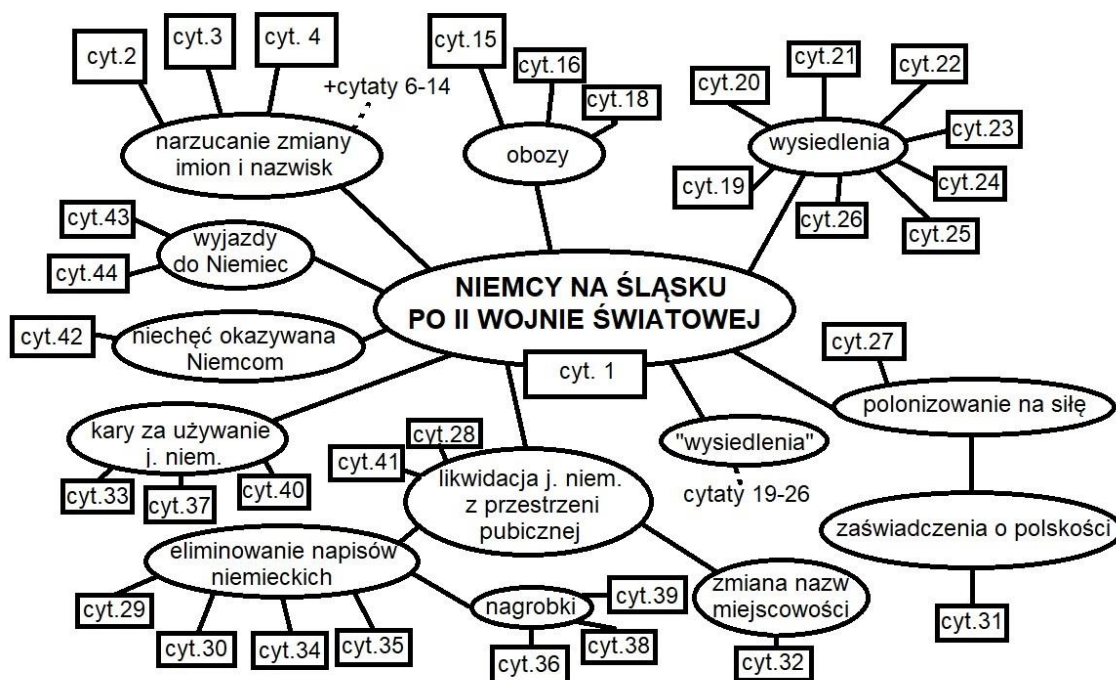 cyt.2
cyt.3
cyt. 4
+cytaty 6-14
narzucanie zmiany
imion i nazwisk
cyt.15
cyt.16
cyt.18
obozy
cyt.19
cyt.20
cyt.21
cyt.22
cyt.23
cyt.24
cyt.25
cyt.26
wysiedlenia
cyt.43
cyt.44
wyjazdy
do Niemiec
NIEMCY NA ŚLĄSKU
PO II WOJNIE ŚWIATOWEJ
cyt. 1
cyt.42
niechęć okazywana
Niemcom
cyt.27
polonizowanie na siłę
kary za używanie
j. niem.
cyt.33
cyt.37
cyt.40
cyt.28
cyt.41
likwidacja j. niem.
z przestrzeni
pubicznej
"wysiedlenia"
cytaty 19-26
zaświadczenia o polskości
cyt.31
eliminowanie napisów
niemieckich
cyt.29
cyt.30
cyt.34
cyt.35
nagrobki
cyt.39
cyt.38
cyt.36
zmiana nazw
miejscowości
cyt.32